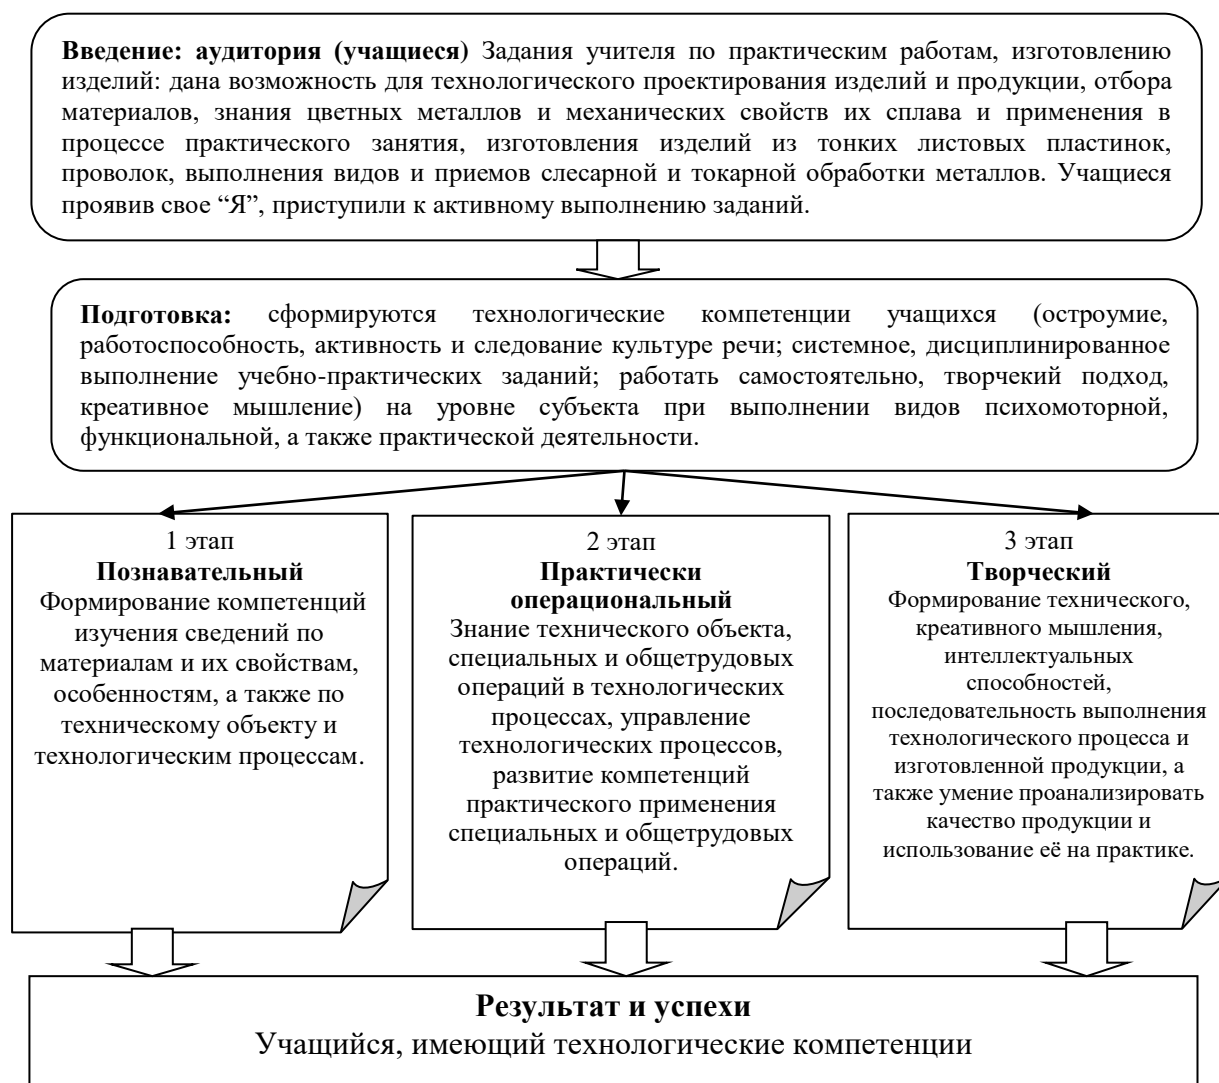 Введение: аудитория (учащиеся) Задания учителя по практическим работам, изготовлению
изделий: дана возможность для технологического проектирования изделий и продукции, отбора
материалов, знания цветных металлов и механических свойств их сплава и применения в
процессе практического занятия, изготовления изделий из тонких листовых пластинок,
проволок, выполнения видов и приемов слесарной и токарной обработки металлов. Учащиеся
проявив свое “Я”, приступили к активному выполнению заданий.
Подготовка: сформируются технологические компетенции учащихся (остроумие,
работоспособность, активность и следование культуре речи; системное, дисциплинированное
выполнение учебно-практических заданий; работать самостоятельно, творчекий подход,
креативное мышление) на уровне субъекта при выполнении видов психомоторной,
функциональной, а также практической деятельности.
1 этап
Познавательный
Формирование компетенций
изучения сведений по
материалам и их свойствам,
особенностям, а также по
техническому объекту и
технологическим процессам.
2 этап
Практически
операциональный
Знание технического объекта,
специальных и общетрудовых
операций в технологических
процессах, управление
технологических процессов,
развитие компетенций
практического применения
специальных и общетрудовых
операций.
3 этап
Творческий
Формирование технического,
креативного мышления,
интеллектуальных
способностей,
последовательность выполнения
технологического процесса и
изготовленной продукции, а
также умение проанализировать
качество продукции и
использование её на практике.
Результат и успехи
Учащийся, имеющий технологические компетенции